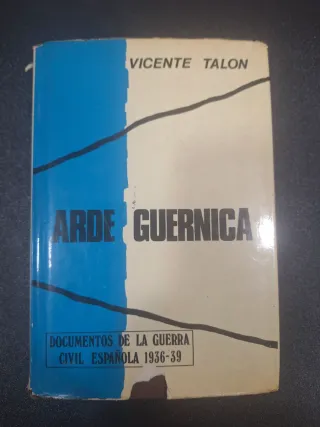 VICENTE TALON
ARDE GUERNICA
DOCUMENTOS DE LA GUERRA
CIVIL ESPAÑOLA 1936-39